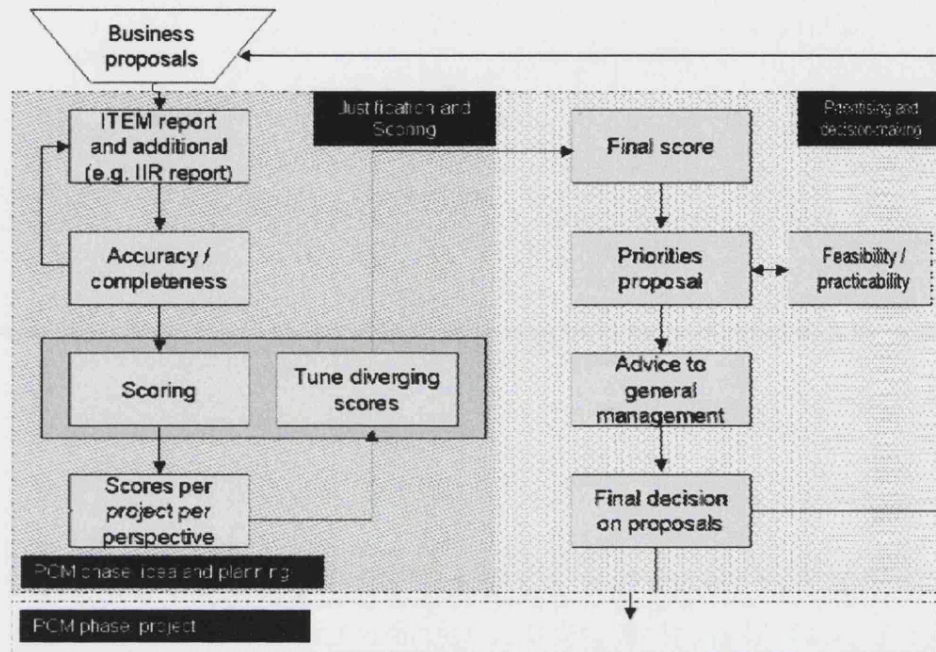 Business
proposals
Justification and
Scoring
Prioritising and
decision-making
ITEM report
and additional
(e.g. IIR report)
Final score
Accuracy /
completeness
Priorities
proposal
Feasibility /
practicability
Scoring
Tune diverging
scores
Advice to
general
management
Scores per
project per
perspective
Final decision
on proposals
PCM phase: idea and planning
PCM phase: project